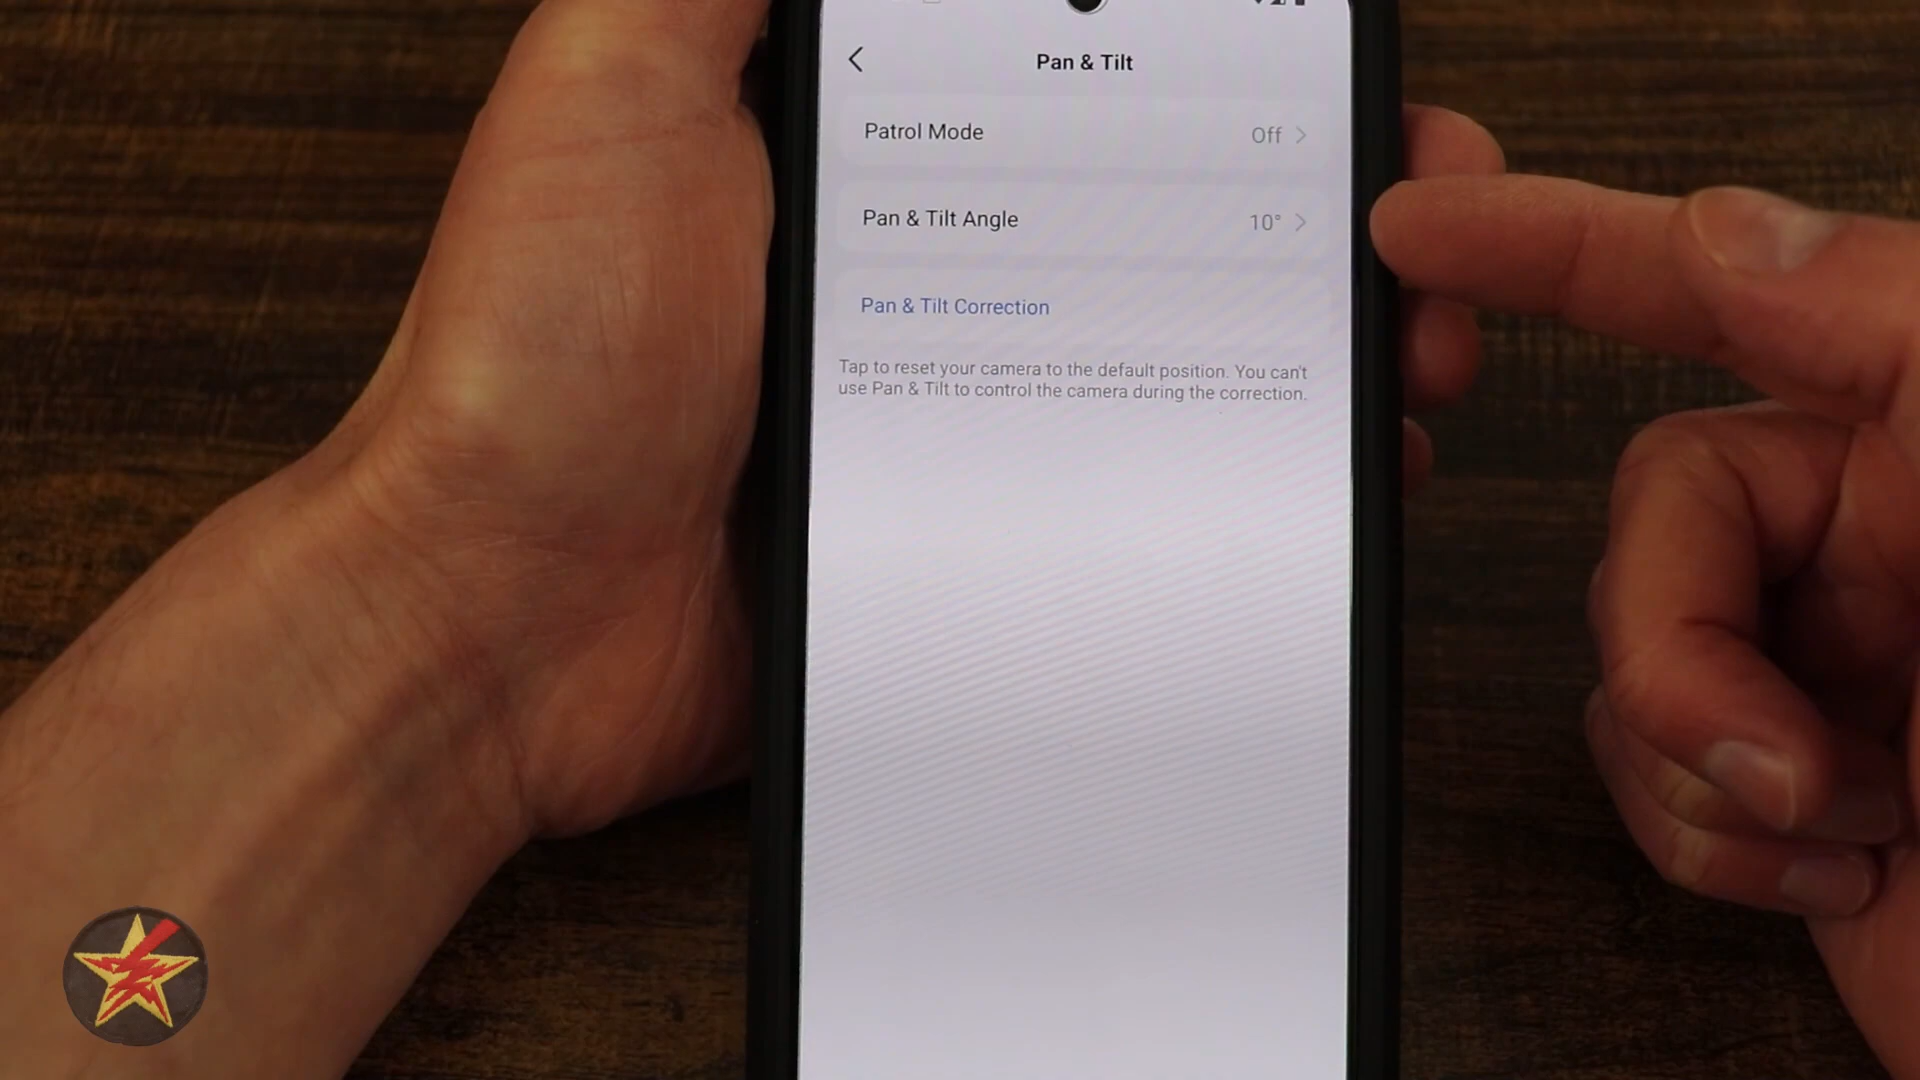 Pan & Tilt
Patrol Mode
Off
Pan & Tilt Angle
10°
Pan & Tilt Correction
Tap to reset your camera to the default position. You can't
use Pan & Tilt to control the camera during the correction.